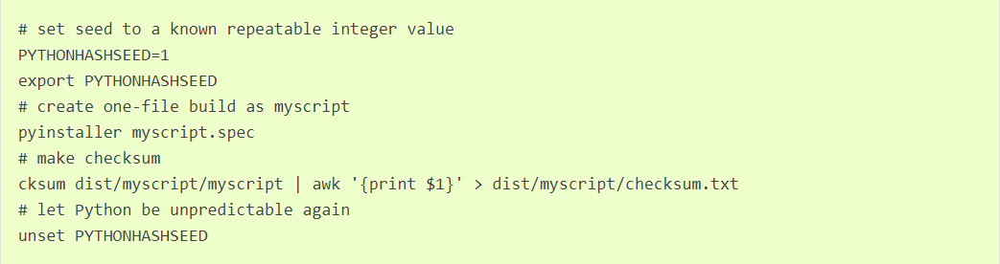 # set seed to a known repeatable integer value
PYTHONHASHSEED=1
export PYTHONHASHSEED
# create one-file build as myscript
pyinstaller myscript.spec
# make checksum
cksum dist/myscript/myscript | awk '{print $1}' > dist/myscript/checksum.txt
# let Python be unpredictable again
unset PYTHONHASHSEED